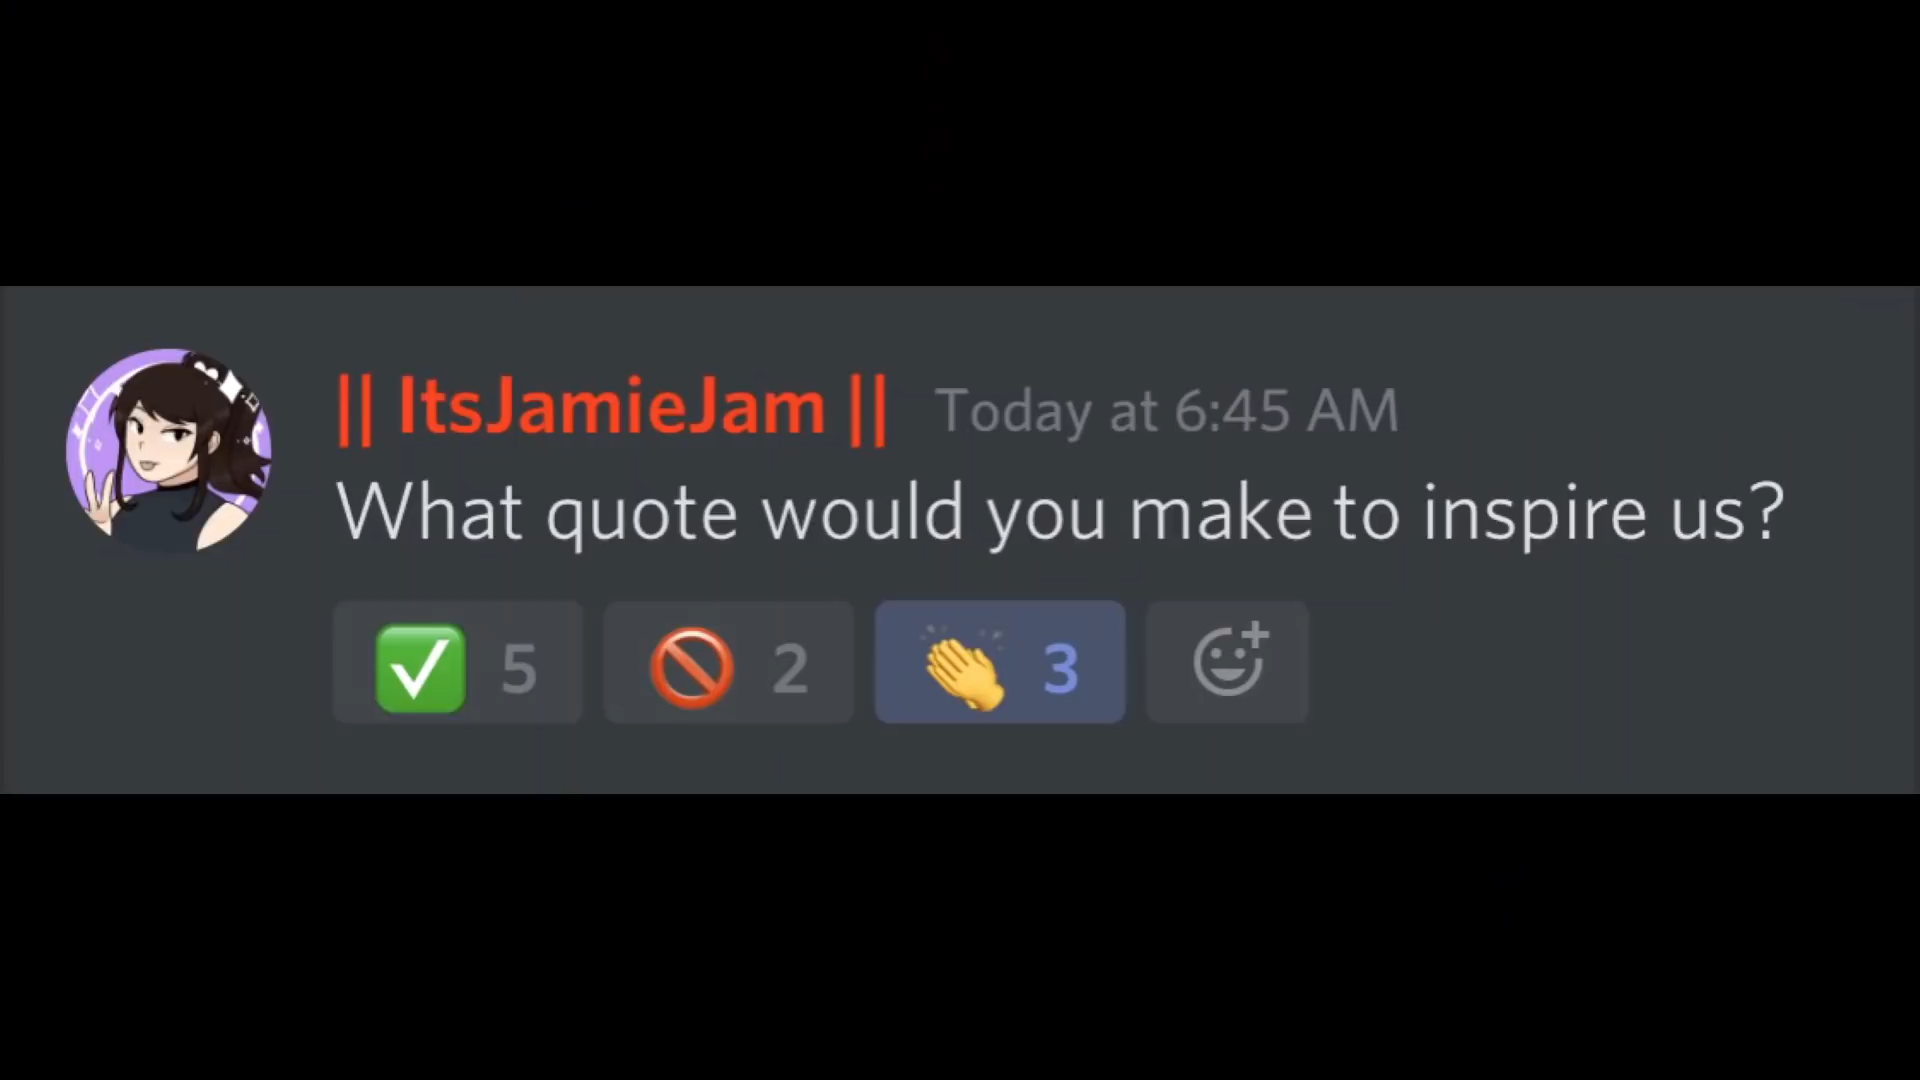 || ItsJamieJam || Today at 6:45 AM
What quote would you make to inspire us?
5 2 3